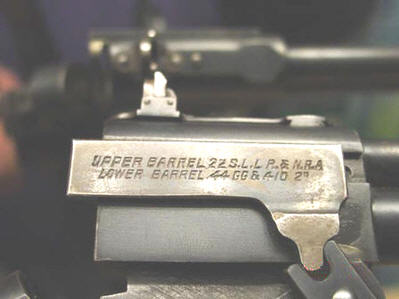 UPPER BARREL 22 S.L.L R.& N.R.A
LOWER BARREL .44 GG & 410 2"